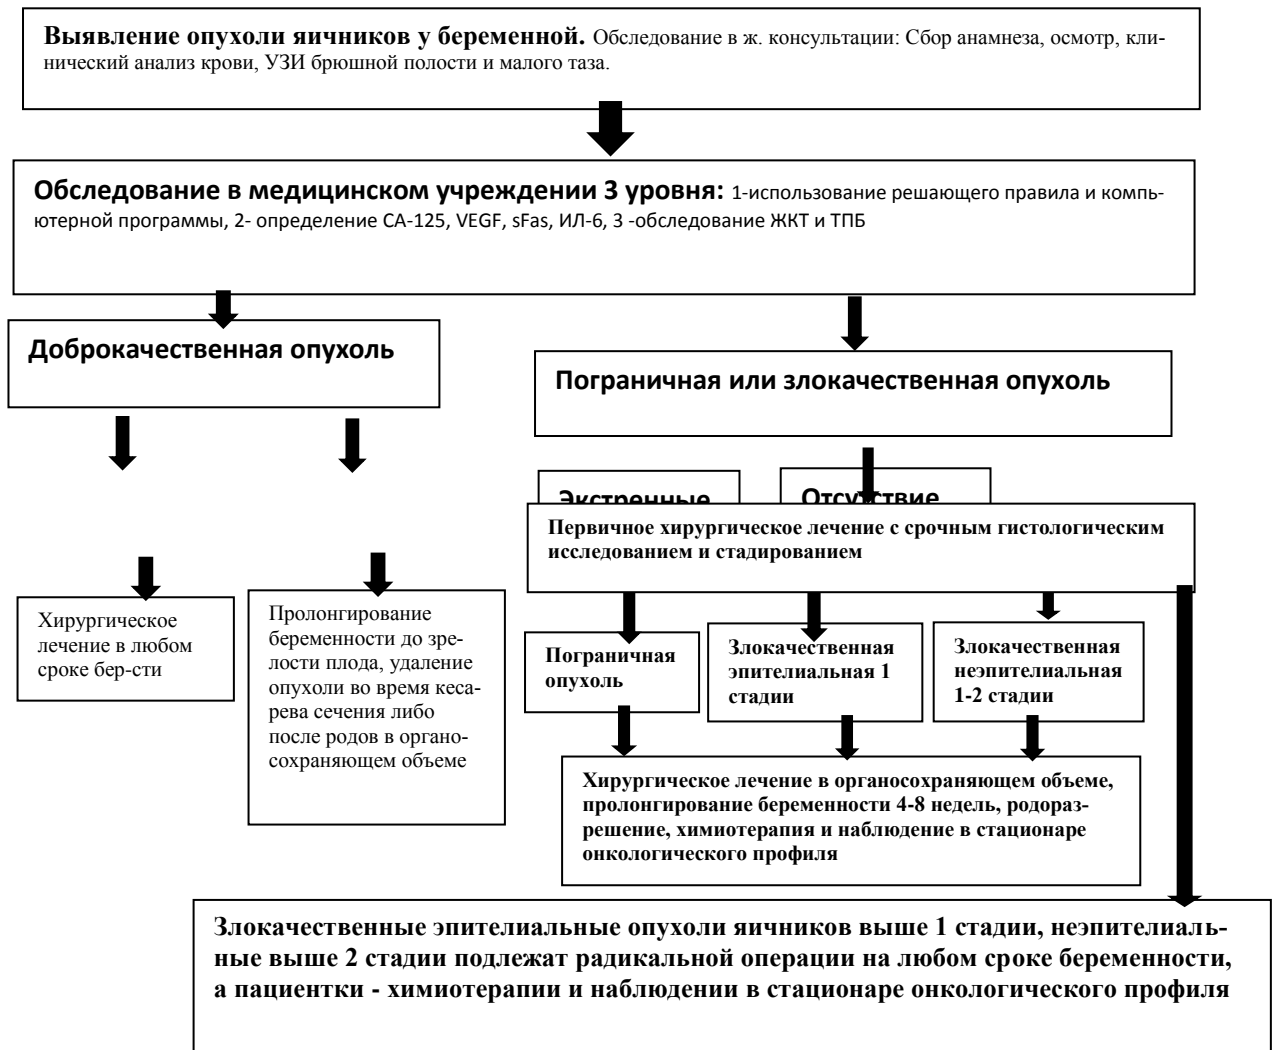 Выявление опухоли яичников у беременной. Обследование в ж. консультации: Сбор анамнеза, осмотр, кли-
нический анализ крови, УЗИ брюшной полости и малого таза.
Обследование в медицинском учреждении 3 уровня: 1-использование решающего правила и компь-
ютерной программы, 2- определение СА-125, VEGF, sFas, ИЛ-6, 3 -обследование ЖКТ и ТПБ
Доброкачественная опухоль
Пограничная или злокачественная опухоль
Экстренные
Отсутствие
Первичное хирургическое лечение с срочным гистологическим
исследованием и стадированием
Хирургическое
лечение в любом
сроке бер-сти
Пролонгирование
беременности до зре-
лости плода, удаление
опухоли во время кеса-
рева сечения либо
после родов в органо-
сохраняющем объеме
Пограничная
опухоль
Злокачественная
эпителиальная 1
стадии
Злокачественная
неэпителиальная
1-2 стадии
Хирургическое лечение в органосохраняющем объеме,
пролонгирование беременности 4-8 недель, родораз-
решение, химиотерапия и наблюдение в стационаре
онкологического профиля
Злокачественные эпителиальные опухоли яичников выше 1 стадии, неэпителиаль-
ные выше 2 стадии подлежат радикальной операции на любом сроке беременности,
а пациентки - химиотерапии и наблюдении в стационаре онкологического профиля